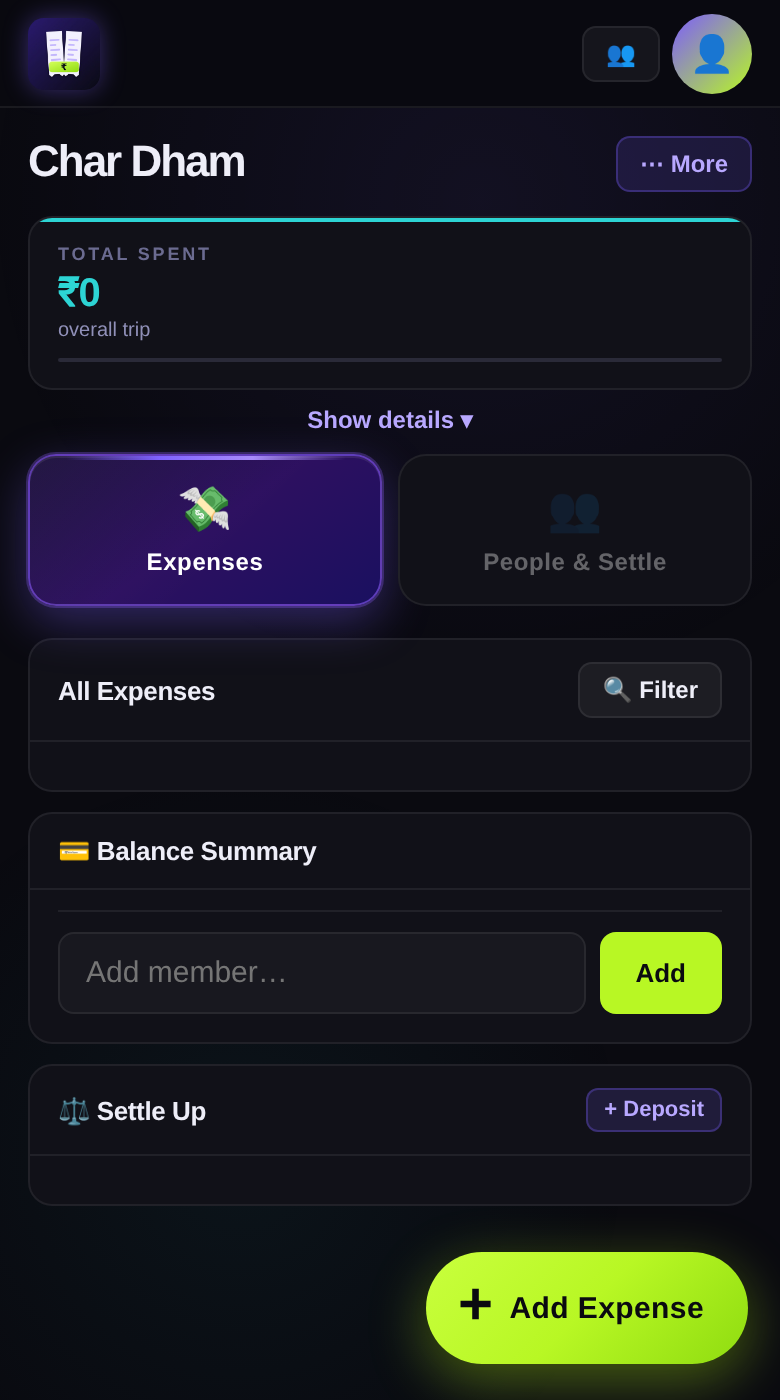 Char Dham
··· More
TOTAL SPENT
₹0
overall trip
Show details ▾
Expenses
People & Settle
All Expenses
Filter
Balance Summary
Add member…
Add
Settle Up
+ Deposit
+ Add Expense